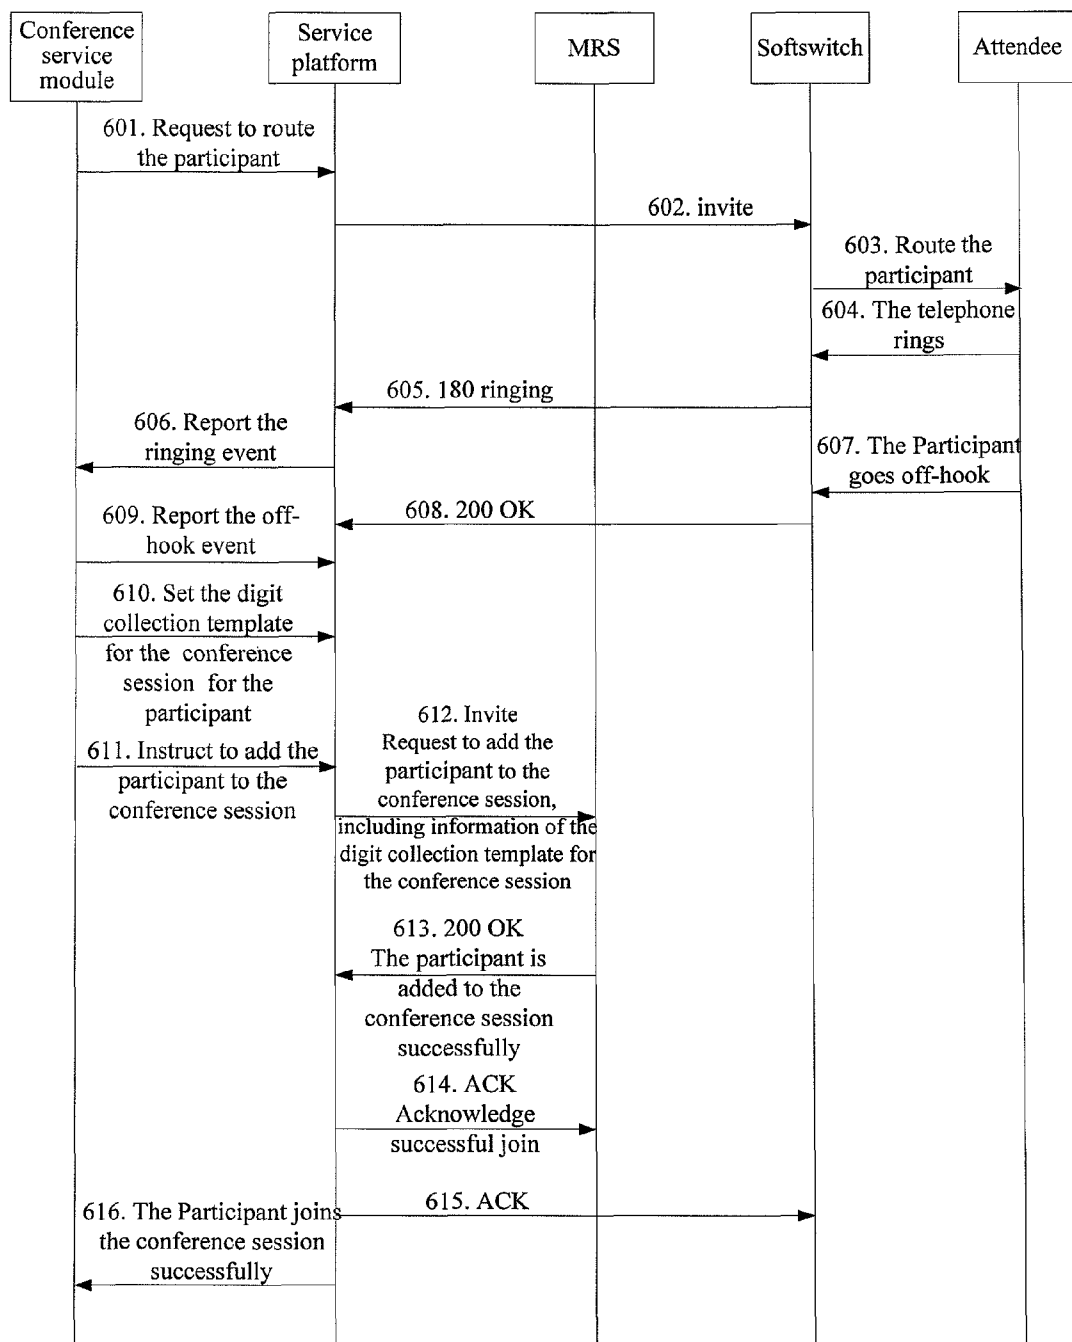 Conference
service
module
Service
platform
MRS
Softswitch
Attendee
601. Request to route
the participant
602. invite
603. Route the
participant
604. The telephone
rings
605. 180 ringing
606. Report the
ringing event
607. The Participant
goes off-hook
608. 200 OK
609. Report the off-
hook event
610. Set the digit
collection template
for the conference
session for the
participant
611. Instruct to add the
participant to the
conference session
612. Invite
Request to add the
participant to the
conference session,
including information of the
digit collection template for
the conference session
613. 200 OK
The participant is
added to the
conference session
successfully
614. ACK
Acknowledge
successful join
615. ACK
616. The Participant joins
the conference session
successfully